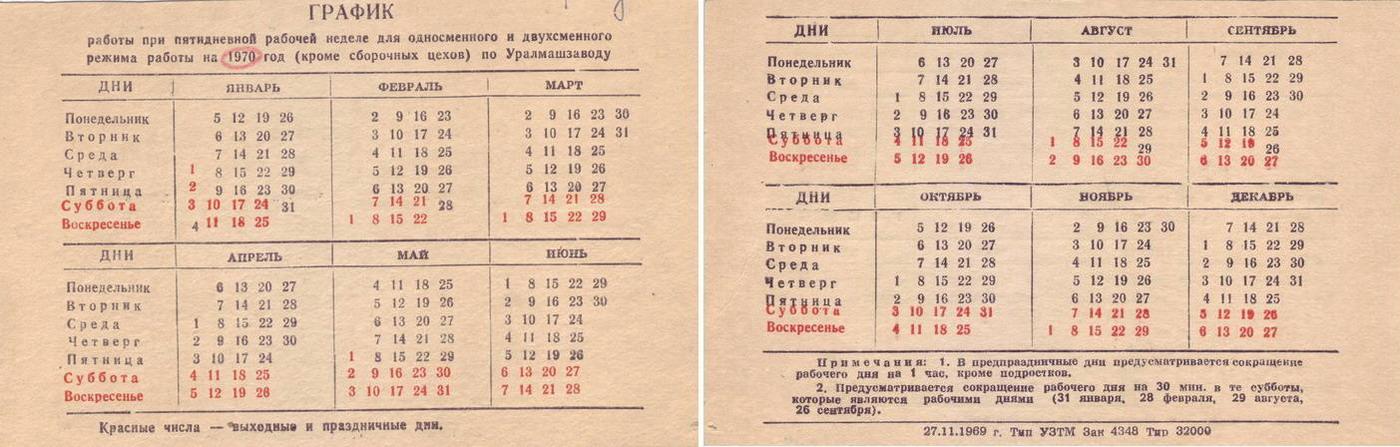 ГРАФИК
работы при пятидневной рабочей неделе для односменного и двухсменного
режима работы на 1970 год (кроме сборочных цехов) по Уралмашзаводу
ДНИ ЯНВАРЬ ФЕВРАЛЬ МАРТ
Понедельник 5 12 19 26 2 9 16 23 2 9 16 23 30
Вторник 6 13 20 27 3 10 17 24 3 10 17 24 31
Среда 7 14 21 28 4 11 18 25 4 11 18 25
Четверг 1 8 15 22 29 5 12 19 26 5 12 19 26
Пятница 2 9 16 23 30 6 13 20 27 6 13 20 27
Суббота 3 10 17 24 31 7 14 21 28 7 14 21 28
Воскресенье 4 11 18 25 1 8 15 22 1 8 15 22 29
ДНИ АПРЕЛЬ МАЙ ИЮНЬ
Понедельник 6 13 20 27 4 11 18 25 1 8 15 22 29
Вторник 7 14 21 28 5 12 19 26 2 9 16 23 30
Среда 1 8 15 22 29 6 13 20 27 3 10 17 24
Четверг 2 9 16 23 30 7 14 21 28 4 11 18 25
Пятница 3 10 17 24 1 8 15 22 29 5 12 19 26
Суббота 4 11 18 25 2 9 16 23 30 6 13 20 27
Воскресенье 5 12 19 26 3 10 17 24 31 7 14 21 28
Красные числа — выходные и праздничные дни.
ДНИ ИЮЛЬ АВГУСТ СЕНТЯБРЬ
Понедельник 6 13 20 27 3 10 17 24 31 7 14 21 28
Вторник 7 14 21 28 4 11 18 25 1 8 15 22 29
Среда 1 8 15 22 29 5 12 19 26 2 9 16 23 30
Четверг 2 9 16 23 30 6 13 20 27 3 10 17 24
Пятница 3 10 17 24 31 7 14 21 28 4 11 18 25
Суббота 4 11 18 25 1 8 15 22 29 5 12 19 26
Воскресенье 5 12 19 26 2 9 16 23 30 6 13 20 27
ДНИ ОКТЯБРЬ НОЯБРЬ ДЕКАБРЬ
Понедельник 5 12 19 26 2 9 16 23 30 7 14 21 28
Вторник 6 13 20 27 3 10 17 24 1 8 15 22 29
Среда 7 14 21 28 4 11 18 25 2 9 16 23 30
Четверг 1 8 15 22 29 5 12 19 26 3 10 17 24 31
Пятница 2 9 16 23 30 6 13 20 27 4 11 18 25
Суббота 3 10 17 24 31 7 14 21 28 5 12 19 26
Воскресенье 4 11 18 25 1 8 15 22 29 6 13 20 27
Примечания: 1. В предпраздничные дни предусматривается сокращение
рабочего дня на 1 час, кроме подростков.
2. Предусматривается сокращение рабочего дня на 30 мин. в те субботы,
которые являются рабочими днями (31 января, 28 февраля, 29 августа,
26 сентября).
27.11.1969 г. Тип УЗТМ Зак 4348 Тир 32000